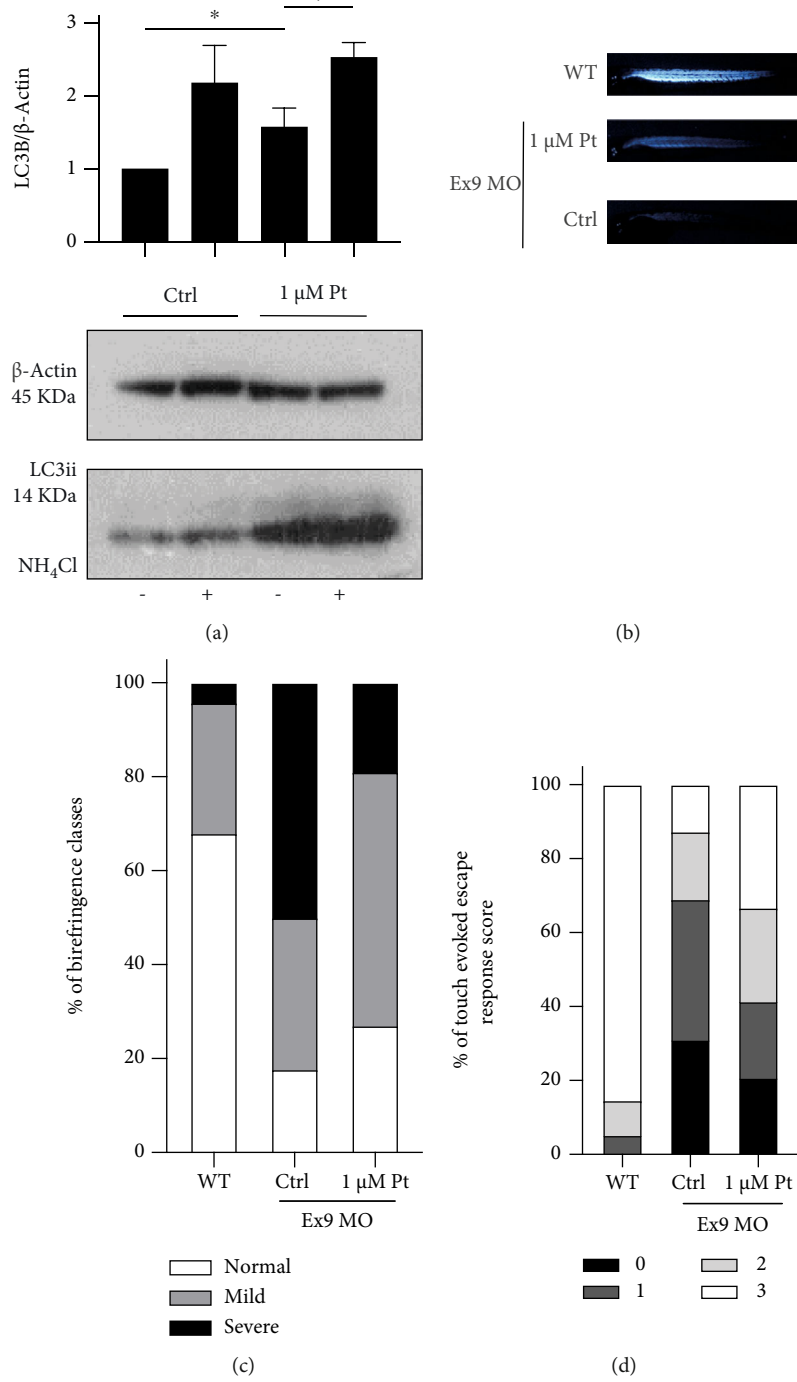 *
3
2
1
0
LC3B/β-Actin
Ctrl
1 μM Pt
β-Actin
45 KDa
LC3ii
14 KDa
NH₄Cl
- + - +
(a)
WT
1 μM Pt
Ex9 MO
Ctrl
(b)
100
80
60
40
20
0
% of birefringence classes
WT
Ctrl
1 μM Pt
Ex9 MO
Normal
Mild
Severe
(c)
100
80
60
40
20
0
% of touch evoked escape
response score
WT
Ctrl
1 μM Pt
Ex9 MO
0
1
2
3
(d)